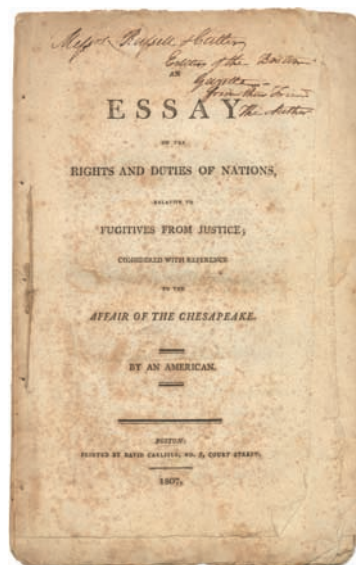 Messrs Russell & Cutler
Editors of the Boston
AN
Gazette
from their Friend
ESSAY
the Author
ON THE
RIGHTS AND DUTIES OF NATIONS,
RELATIVE TO
FUGITIVES FROM JUSTICE;
CONSIDERED WITH REFERENCE
TO THE
AFFAIR OF THE CHESAPEAKE.
BY AN AMERICAN.
BOSTON:
PRINTED BY DAVID CARLISLE, NO. 5, COURT STREET.
1807.